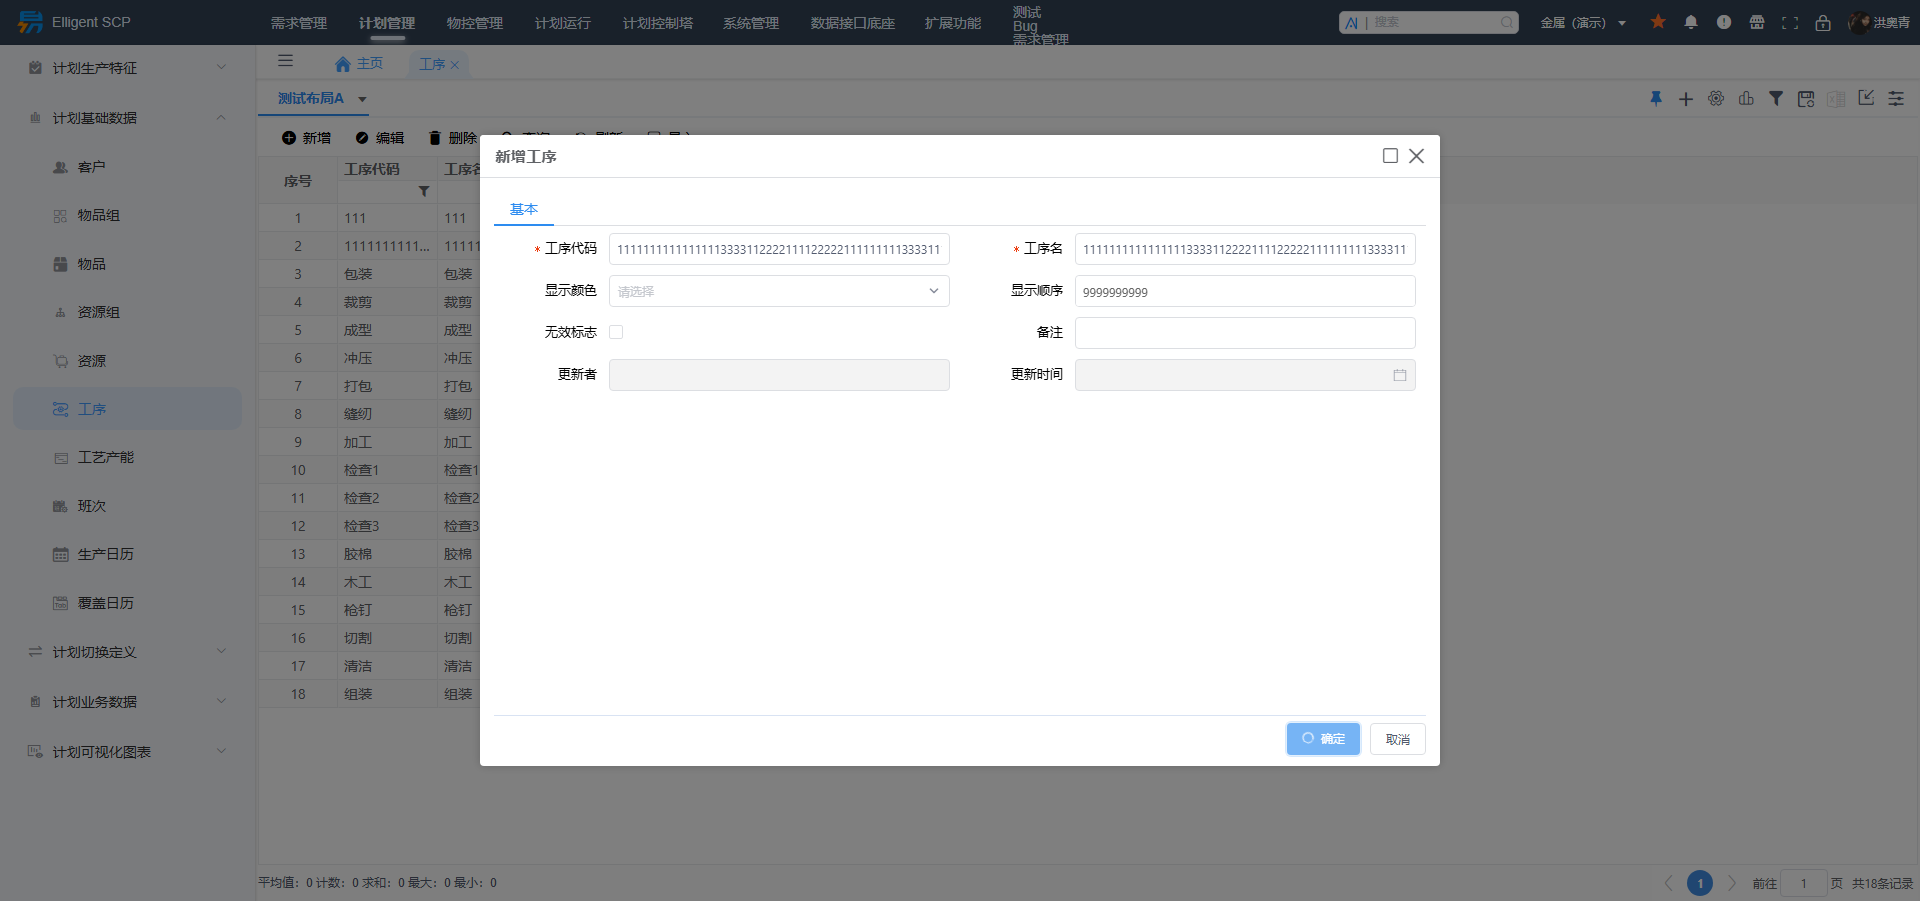 Elligent SCP
需求管理 计划管理 物控管理 计划运行 计划控制塔 系统管理 数据接口底座 扩展功能
测试
Bug
需求管理
AI | 搜索
金属（演示）
洪奥青
计划生产特征
主页 工序
计划基础数据
测试布局A
新增 编辑 删除
客户
物品组
物品
资源组
资源
工序
工艺产能
班次
生产日历
覆盖日历
计划切换定义
计划业务数据
计划可视化图表
序号 工序代码
1 111 111
2 1111111111... 11111
3 包装 包装
4 裁剪 裁剪
5 成型 成型
6 冲压 冲压
7 打包 打包
8 缝纫 缝纫
9 加工 加工
10 检查1 检查1
11 检查2 检查2
12 检查3 检查3
13 胶棉 胶棉
14 木工 木工
15 枪钉 枪钉
16 切割 切割
17 清洁 清洁
18 组装 组装
新增工序
基本
* 工序代码
* 工序名
显示颜色 请选择
显示顺序 9999999999
无效标志
备注
更新者
更新时间
确定 取消
平均值：0 计数：0 求和：0 最大：0 最小：0
1 前往 1 页 共18条记录